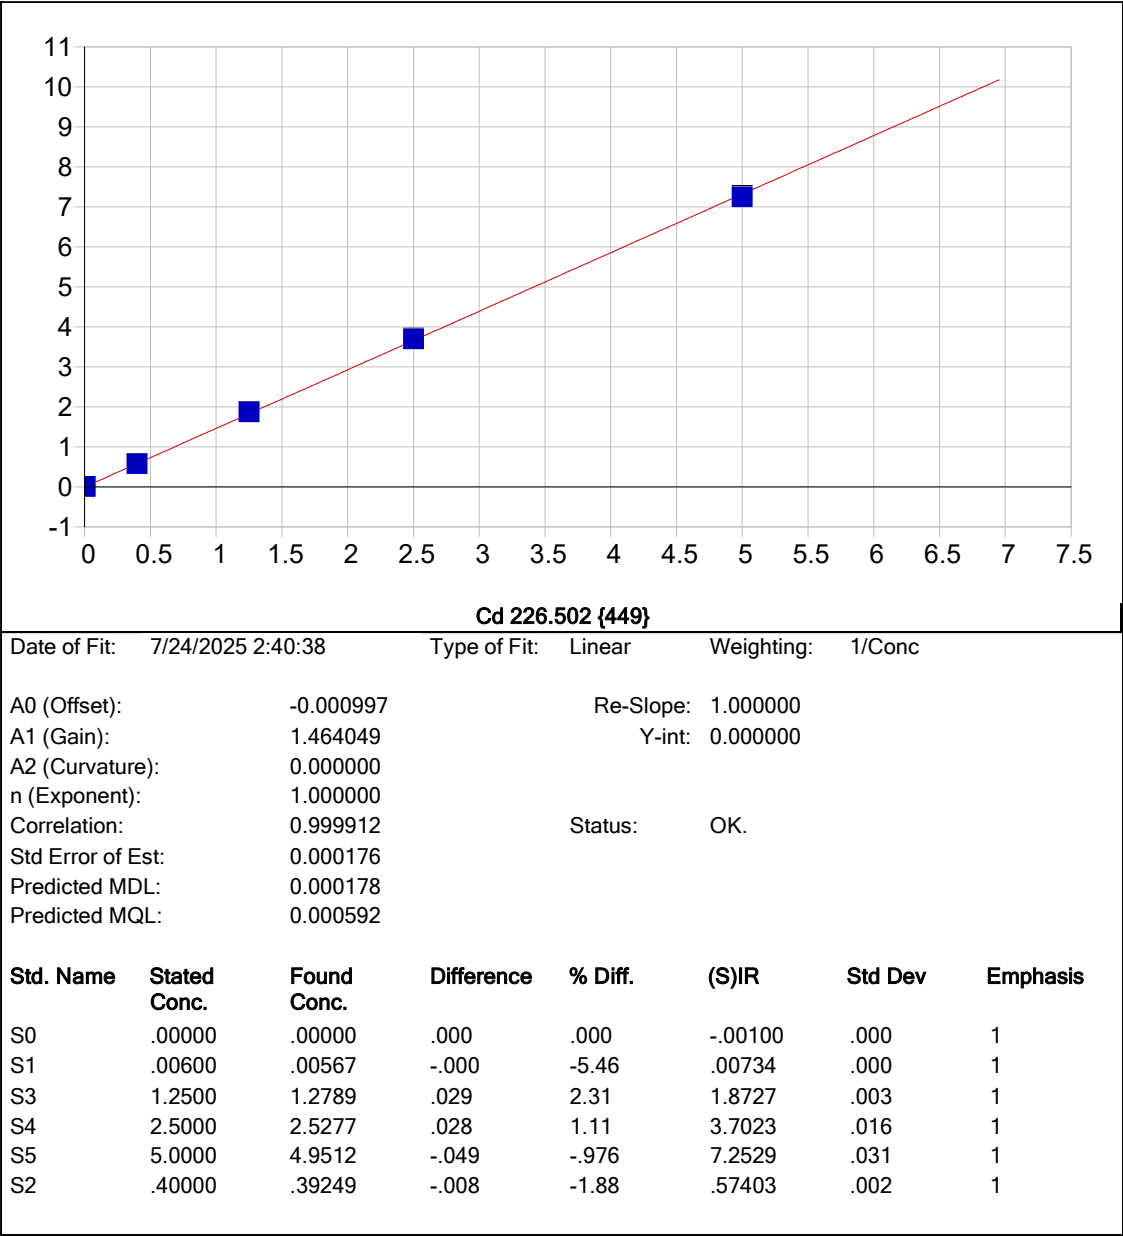 11
10
9
8
7
6
5
4
3
2
1
0
-1
0 0.5 1 1.5 2 2.5 3 3.5 4 4.5 5 5.5 6 6.5 7 7.5
Cd 226.502 {449}
Date of Fit: 7/24/2025 2:40:38 Type of Fit: Linear Weighting: 1/Conc
A0 (Offset): -0.000997 Re-Slope: 1.000000
A1 (Gain): 1.464049 Y-int: 0.000000
A2 (Curvature): 0.000000
n (Exponent): 1.000000
Correlation: 0.999912 Status: OK.
Std Error of Est: 0.000176
Predicted MDL: 0.000178
Predicted MQL: 0.000592
Std. Name Stated Found Difference % Diff. (S)IR Std Dev Emphasis
Conc. Conc.
S0 .00000 .00000 .000 .000 -.00100 .000 1
S1 .00600 .00567 -.000 -5.46 .00734 .000 1
S3 1.2500 1.2789 .029 2.31 1.8727 .003 1
S4 2.5000 2.5277 .028 1.11 3.7023 .016 1
S5 5.0000 4.9512 -.049 -.976 7.2529 .031 1
S2 .40000 .39249 -.008 -1.88 .57403 .002 1